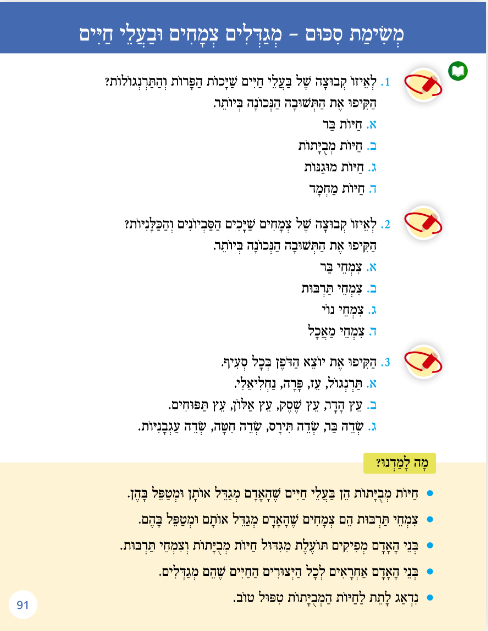 מְשִׂימַת סִכּוּם – מְגַדְּלִים צְמָחִים וּבַעֲלֵי חַיִּים
1. לְאֵיזוֹ קְבוּצָה שֶׁל בַּעֲלֵי חַיִּים שַׁיָּכוֹת הַפָּרוֹת וְהַתַּרְנְגוֹלוֹת?
הַקִּיפוּ אֶת הַתְּשׁוּבָה הַנְּכוֹנָה בְּיוֹתֵר.
א. חַיּוֹת בַּר
ב. חַיּוֹת מְבֻיָּתוֹת
ג. חַיּוֹת מוּגַנּוֹת
ד. חַיּוֹת מַחְמָד
2. לְאֵיזוֹ קְבוּצָה שֶׁל צְמָחִים שַׁיָּכִים הַסַּבְיוֹנִים וְהַכַּלָּנִיּוֹת?
הַקִּיפוּ אֶת הַתְּשׁוּבָה הַנְּכוֹנָה בְּיוֹתֵר.
א. צִמְחֵי בַּר
ב. צִמְחֵי תַּרְבּוּת
ג. צִמְחֵי נוֹי
ד. צִמְחֵי מַאֲכָל
3. הַקִּיפוּ אֶת יוֹצֵא הַדֹּפֶן בְּכָל סְעִיף.
א. תַּרְנְגוֹל, עֵז, פָּרָה, נַחְלִיאֵלִי.
ב. עֵץ הָדָר, עֵץ שֶׁסֶק, עֵץ אַלּוֹן, עֵץ תַּפּוּחִים.
ג. שְׂדֵה בַּר, שְׂדֵה תִּירָס, שְׂדֵה חִטָּה, שְׂדֵה עַגְבָנִיּוֹת.
מָה לָמַדְנוּ?
• חַיּוֹת מְבֻיָּתוֹת הֵן בַּעֲלֵי חַיִּים שֶׁהָאָדָם מְגַדֵּל אוֹתָן וּמְטַפֵּל בָּהֶן.
• צִמְחֵי תַּרְבּוּת הֵם צְמָחִים שֶׁהָאָדָם מְגַדֵּל אוֹתָם וּמְטַפֵּל בָּהֶם.
• בְּנֵי הָאָדָם מְפִיקִים תּוֹעֶלֶת מִגִּדּוּל חַיּוֹת מְבֻיָּתוֹת וְצִמְחֵי תַּרְבּוּת.
• בְּנֵי הָאָדָם אַחְרָאִים לְכָל הַיְּצוּרִים הַחַיִּים שֶׁהֵם מְגַדְּלִים.
• נִדְאַג לָתֵת לַחַיּוֹת הַמְבֻיָּתוֹת טִפּוּל טוֹב.
91